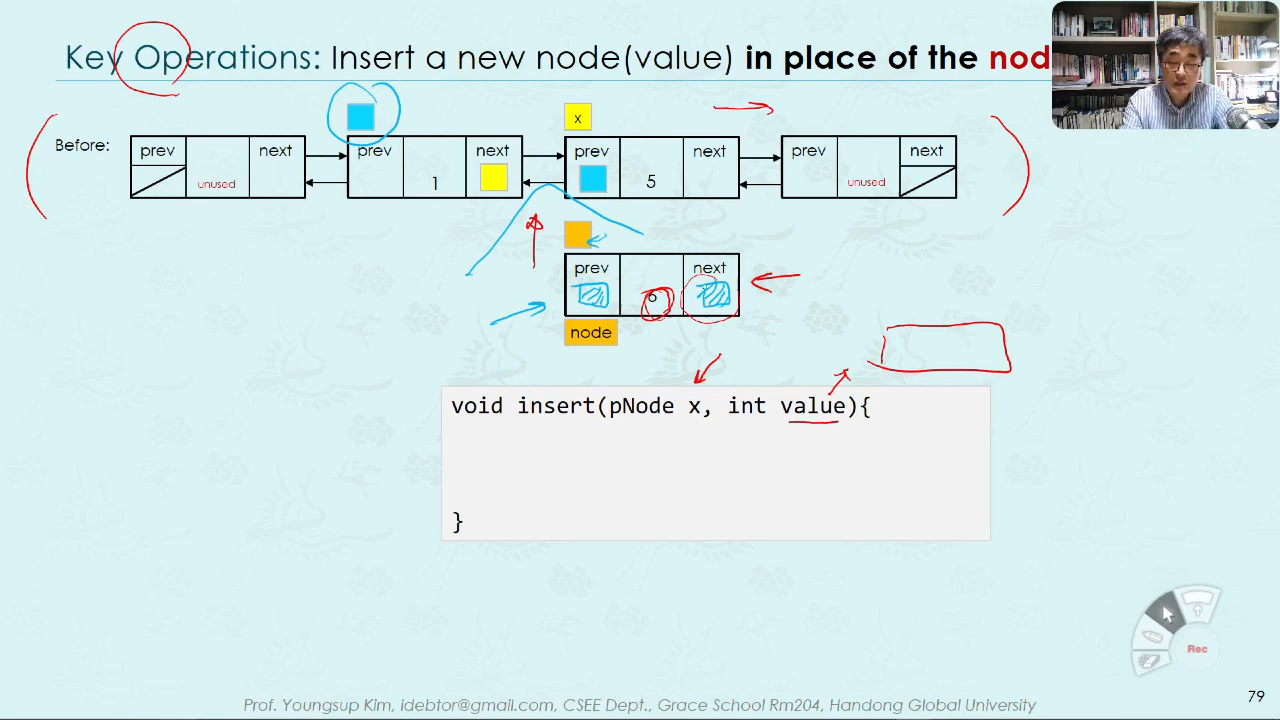 Key Operations: Insert a new node(value) in place of the nod
x
Before:
prev next prev next prev next prev next
unused 1 5 unused
prev next
node
void insert(pNode x, int value){
}
Rec
79
Prof. Youngsup Kim, idebtor@gmail.com, CSEE Dept., Grace School Rm204, Handong Global University